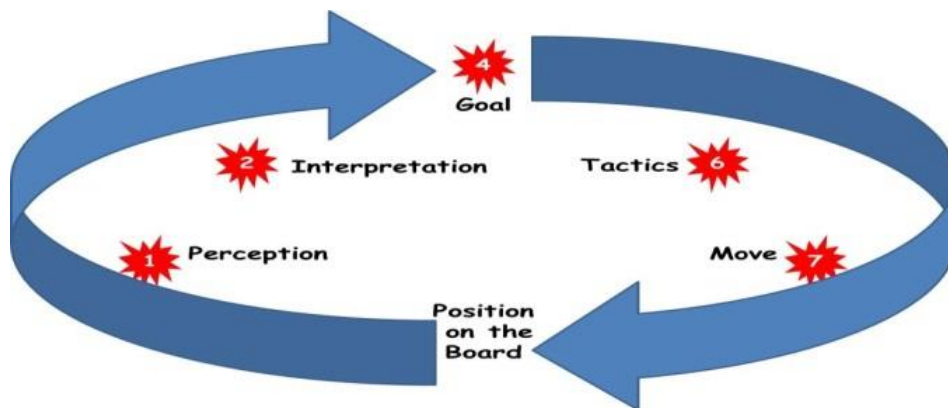 4
Goal
2 Interpretation
Tactics 6
1 Perception
Move 7
Position
on the
Board